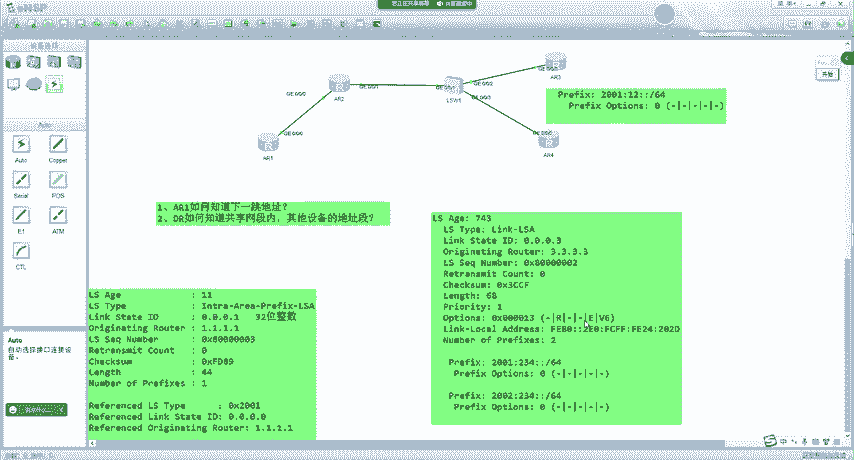 eNSP
AR3
GE 0/0/2
AR2
GE 0/0/1
LSW1
GE 0/0/0
GE 0/0/3
Prefix: 2001:12::/64
Prefix Options: 0 (-|-|-|-|-)
AR1
GE 0/0/0
AR4
Auto
Copper
Serial
POS
E1
ATM
CTL
1、AR1如何知道下一跳地址?
2、DR如何知道共享网段内,其他设备的地址段?
LS Age: 743
LS Type: Link-LSA
Link State ID: 0.0.0.3
Originating Router: 3.3.3.3
LS Seq Number: 0x80000002
Retransmit Count: 0
Checksum: 0x3CCF
Length: 68
Priority: 1
Options: 0x000013 (-|R|-|-|E|V6)
Link-Local Address: FE80::2E0:FCFF:FE24:202D
Number of Prefixes: 2
Prefix: 2001:234::/64
Prefix Options: 0 (-|-|-|-|-)
Prefix: 2002:234::/64
Prefix Options: 0 (-|-|-|-|-)
LS Age : 11
LS Type : Intra-Area-Prefix-LSA
Link State ID : 0.0.0.1 32位整数
Originating Router : 1.1.1.1
LS Seq Number : 0x80000003
Retransmit Count : 0
Checksum : 0xFD89
Length : 44
Number of Prefixes : 1
Referenced LS Type : 0x2001
Referenced Link State ID: 0.0.0.0
Referenced Originating Router: 1.1.1.1
Auto
自动选择接口连接设备。